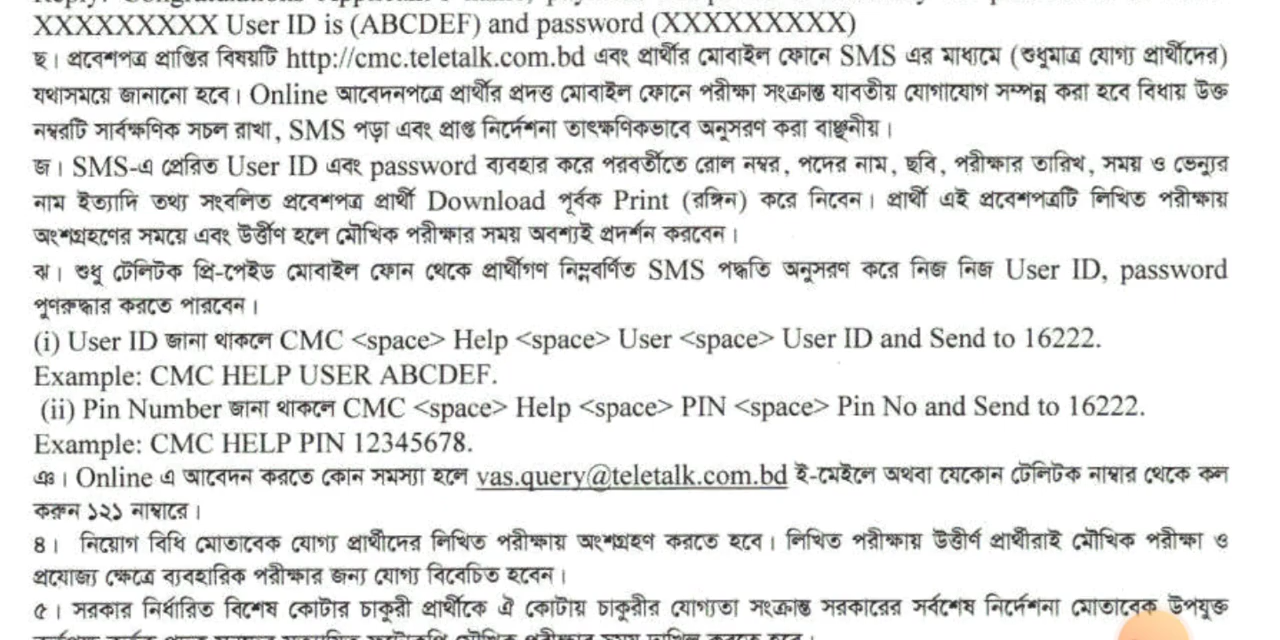 XXXXXXXXX User ID is (ABCDEF) and password (XXXXXXXXX)
ছ। প্রবেশপত্র প্রাপ্তির বিষয়টি http://cmc.teletalk.com.bd এবং প্রার্থীর মোবাইল ফোনে SMS এর মাধ্যমে (শুধুমাত্র যোগ্য প্রার্থীদের)
যথাসময়ে জানানো হবে। Online আবেদনপত্রে প্রার্থীর প্রদত্ত মোবাইল ফোনে পরীক্ষা সংক্রান্ত যাবতীয় যোগাযোগ সম্পন্ন করা হবে বিধায় উক্ত
নম্বরটি সার্বক্ষণিক সচল রাখা, SMS পড়া এবং প্রাপ্ত নির্দেশনা তাৎক্ষণিকভাবে অনুসরণ করা বাঞ্ছনীয়।
জ। SMS-এ প্রেরিত User ID এবং password ব্যবহার করে পরবর্তীতে রোল নম্বর, পদের নাম, ছবি, পরীক্ষার তারিখ, সময় ও ভেন্যুর
নাম ইত্যাদি তথ্য সংবলিত প্রবেশপত্র প্রার্থী Download পূর্বক Print (রঙ্গিন) করে নিবেন। প্রার্থী এই প্রবেশপত্রটি লিখিত পরীক্ষায়
অংশগ্রহণের সময়ে এবং উর্ত্তীণ হলে মৌখিক পরীক্ষার সময় অবশ্যই প্রদর্শন করবেন।
ঝ। শুধু টেলিটক প্রি-পেইড মোবাইল ফোন থেকে প্রার্থীগণ নিম্নবর্ণিত SMS পদ্ধতি অনুসরণ করে নিজ নিজ User ID, password
পুণরুদ্ধার করতে পারবেন।
(i) User ID জানা থাকলে CMC <space> Help <space> User <space> User ID and Send to 16222.
Example: CMC HELP USER ABCDEF.
(ii) Pin Number জানা থাকলে CMC <space> Help <space> PIN <space> Pin No and Send to 16222.
Example: CMC HELP PIN 12345678.
ঞ। Online এ আবেদন করতে কোন সমস্যা হলে vas.query@teletalk.com.bd ই-মেইলে অথবা যেকোন টেলিটক নাম্বার থেকে কল
করুন ১২১ নাম্বারে।
৪। নিয়োগ বিধি মোতাবেক যোগ্য প্রার্থীদের লিখিত পরীক্ষায় অংশগ্রহণ করতে হবে। লিখিত পরীক্ষায় উত্তীর্ণ প্রার্থীরাই মৌখিক পরীক্ষা ও
প্রযোজ্য ক্ষেত্রে ব্যবহারিক পরীক্ষার জন্য যোগ্য বিবেচিত হবেন।
৫। সরকার নির্ধারিত বিশেষ কোটার চাকুরী প্রার্থীকে ঐ কোটায় চাকুরীর যোগ্যতা সংক্রান্ত সরকারের সর্বশেষ নির্দেশনা মোতাবেক উপযুক্ত